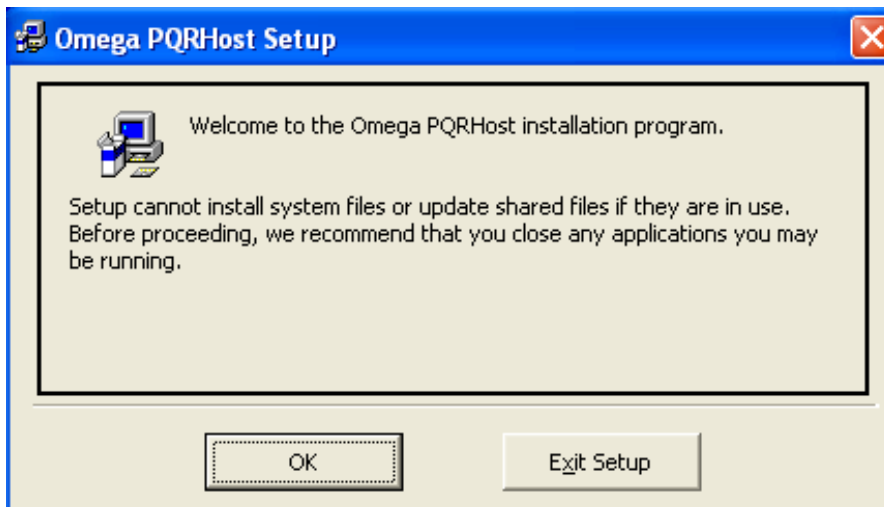 Omega PQRHost Setup
Welcome to the Omega PQRHost installation program.
Setup cannot install system files or update shared files if they are in use.
Before proceeding, we recommend that you close any applications you may
be running.
OK
Exit Setup